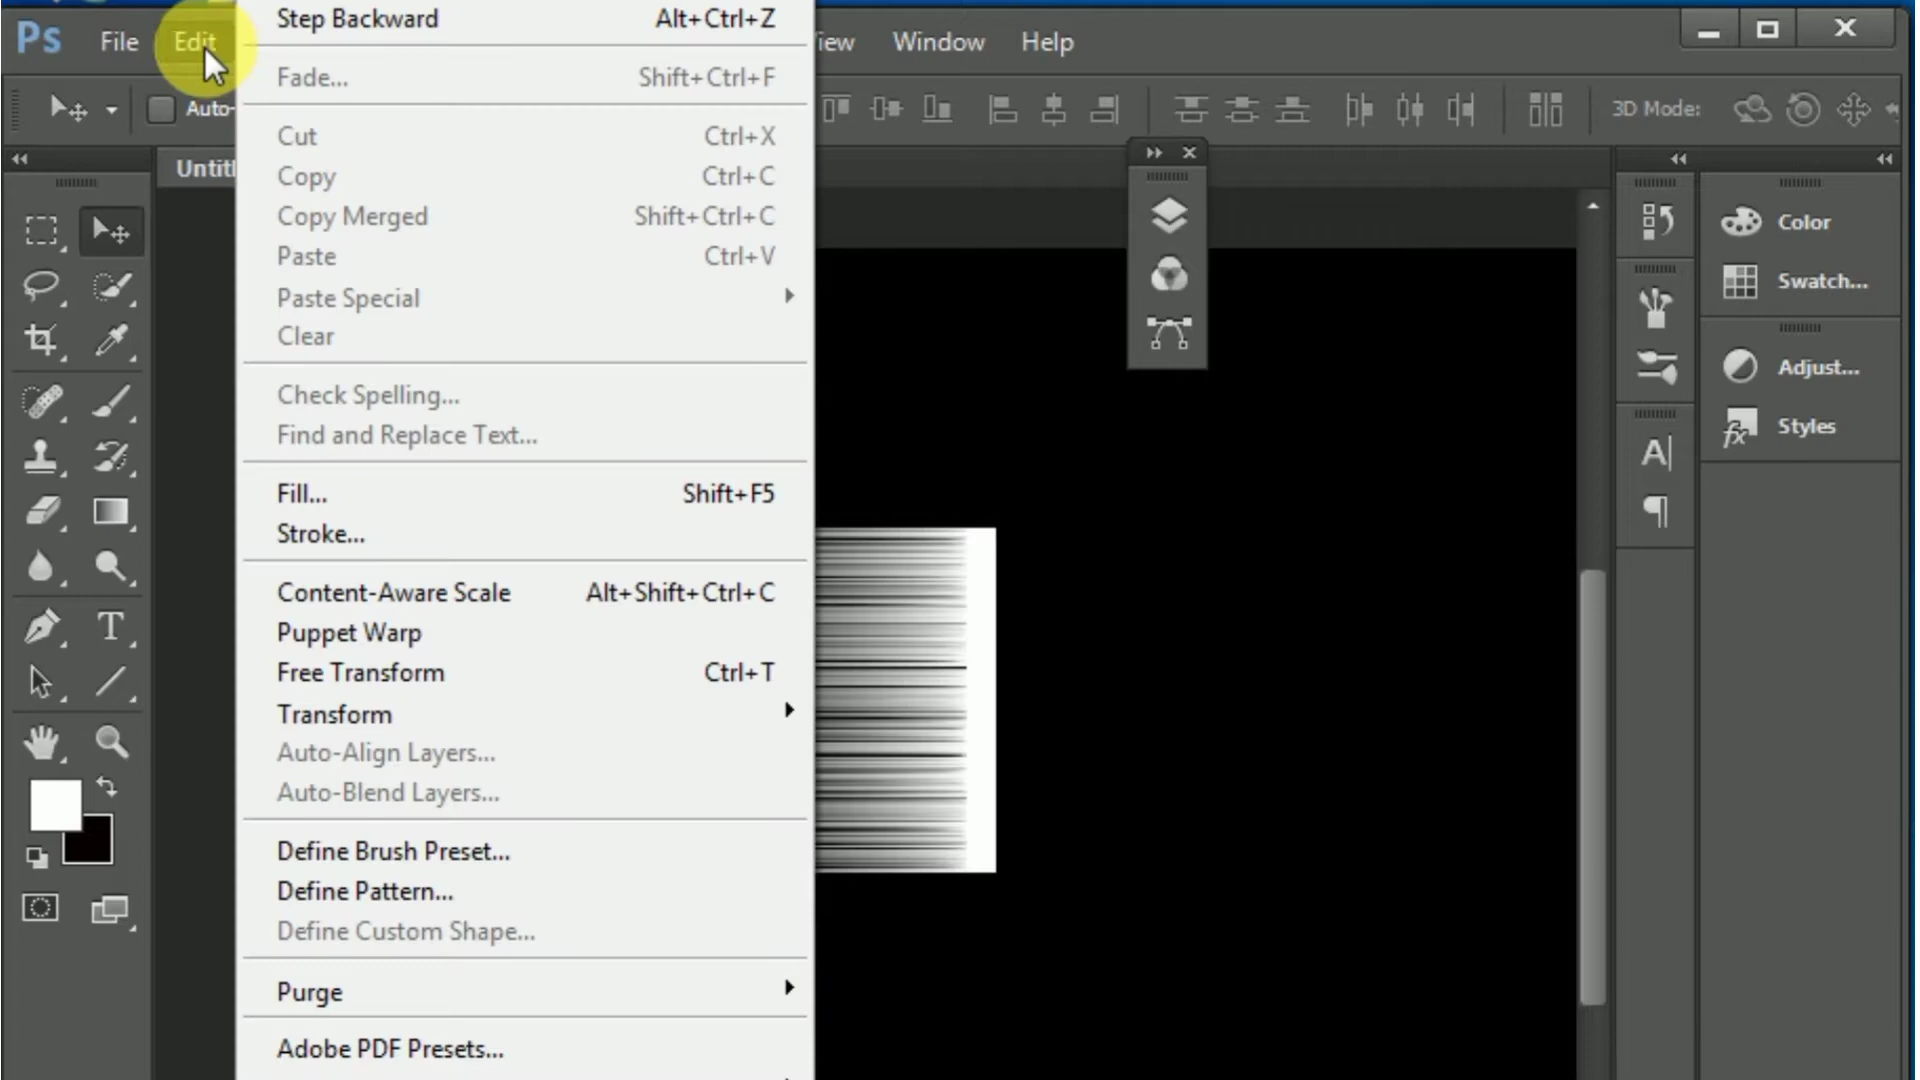 Step Backward Alt+Ctrl+Z
Ps File Edit Window Help
Fade... Shift+Ctrl+F
Auto- 3D Mode:
Cut Ctrl+X
Untitl
Copy Ctrl+C
Copy Merged Shift+Ctrl+C
Color
Paste Ctrl+V
Swatch...
Paste Special
Clear
Adjust...
Check Spelling...
Styles
Find and Replace Text...
Fill... Shift+F5
Stroke...
Content-Aware Scale Alt+Shift+Ctrl+C
Puppet Warp
Free Transform Ctrl+T
Transform
Auto-Align Layers...
Auto-Blend Layers...
Define Brush Preset...
Define Pattern...
Define Custom Shape...
Purge
Adobe PDF Presets...